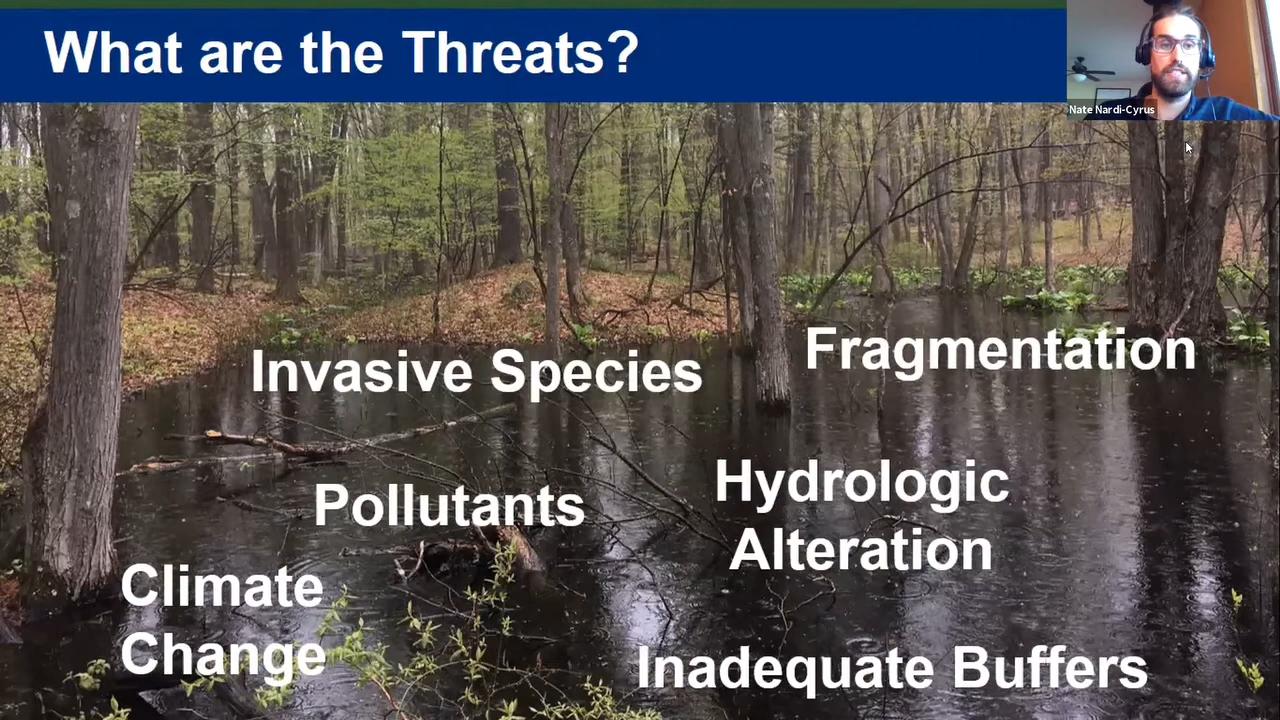 What are the Threats?
Nate Nardi-Cyrus
Fragmentation
Invasive Species
Hydrologic
Alteration
Pollutants
Climate
Change
Inadequate Buffers